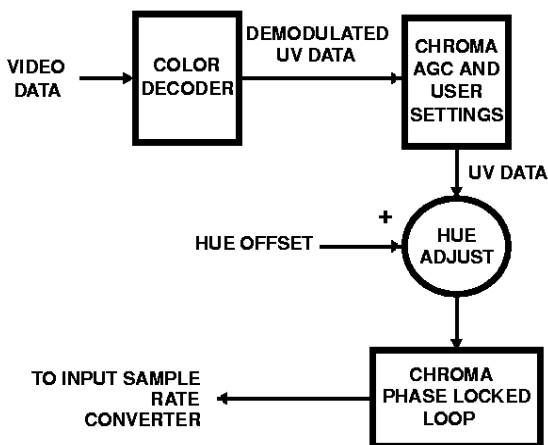 VIDEO
DATA
COLOR
DECODER
DEMODULATED
UV DATA
CHROMA
AGC AND
USER
SETTINGS
UV DATA
+
HUE OFFSET
HUE
ADJUST
CHROMA
PHASE LOCKED
LOOP
TO INPUT SAMPLE
RATE
CONVERTER